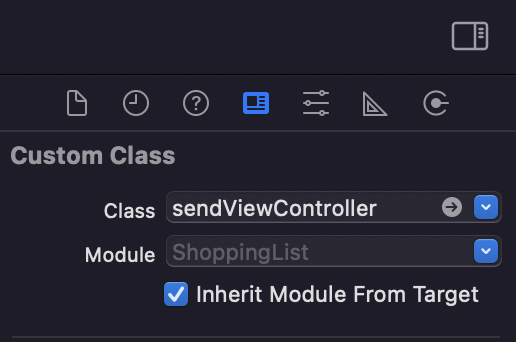 Custom Class
Class sendViewController
Module ShoppingList
Inherit Module From Target